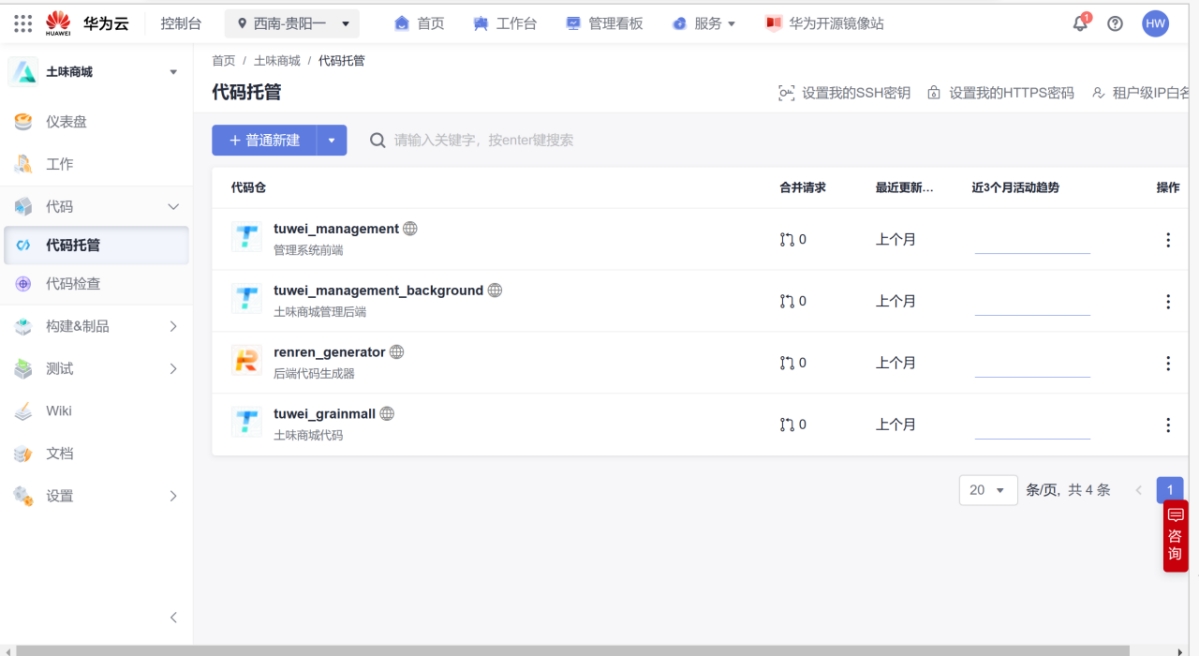 HUAWEI 华为云 控制台 西南-贵阳一 首页 工作台 管理看板 服务 华为开源镜像站 1 HW
土味商城
仪表盘
工作
代码
代码托管
代码检查
构建&制品
测试
Wiki
文档
设置
首页 / 土味商城 / 代码托管
代码托管 设置我的SSH密钥 设置我的HTTPS密码 租户级IP白名
+ 普通新建 请输入关键字，按enter键搜索
代码仓 合并请求 最近更新... 近3个月活动趋势 操作
tuwei_management
管理系统前端 0 上个月
tuwei_management_background
土味商城管理后端 0 上个月
renren_generator
后端代码生成器 0 上个月
tuwei_grainmall
土味商城代码 0 上个月
20 条/页, 共 4 条 1
咨询